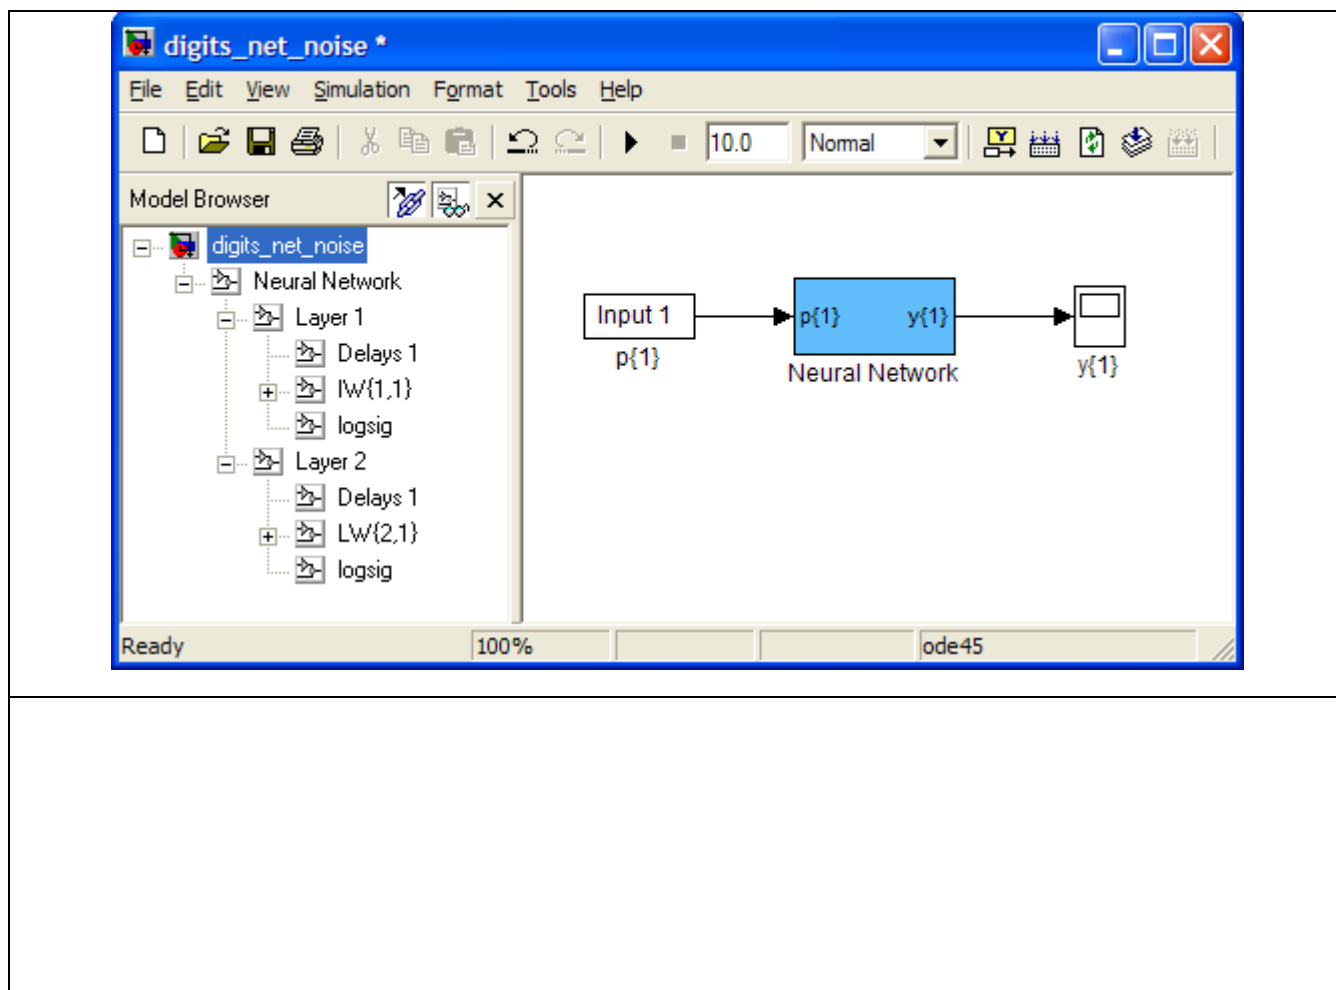 digits_net_noise *
File Edit View Simulation Format Tools Help
10.0 Normal
Model Browser
digits_net_noise
Neural Network
Layer 1
Delays 1
IW{1,1}
logsig
Layer 2
Delays 1
LW{2,1}
logsig
Input 1
p{1}
p{1} y{1}
Neural Network
y{1}
Ready 100% ode45